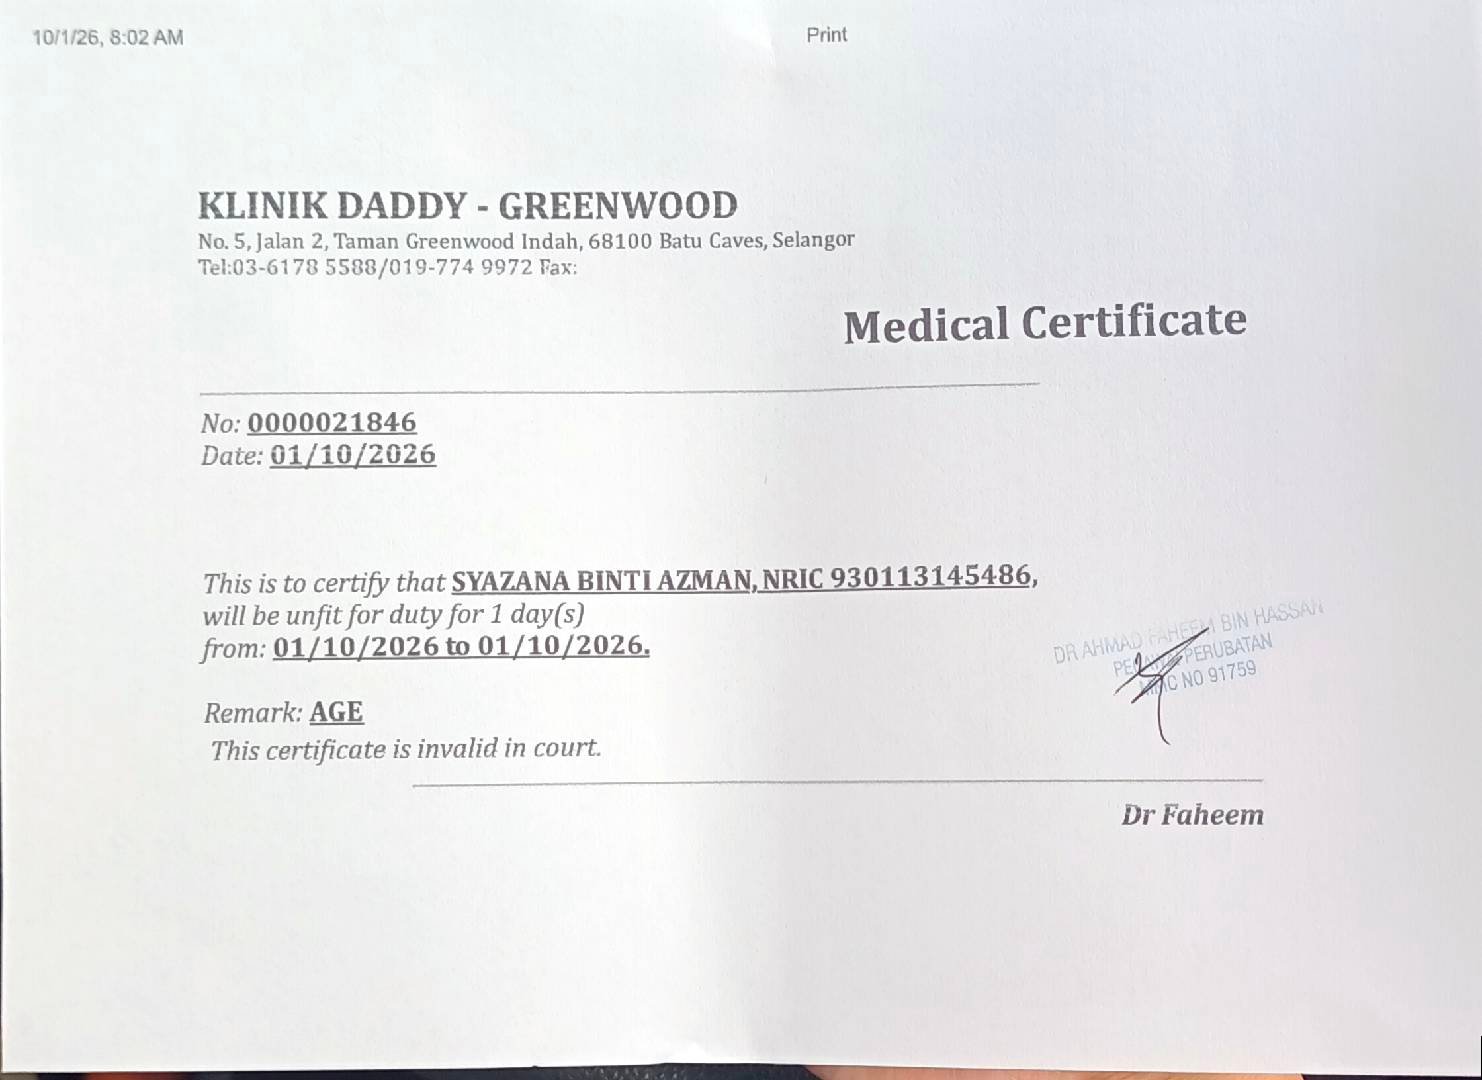 10/1/26, 8:02 AM
Print
KLINIK DADDY - GREENWOOD
No. 5, Jalan 2, Taman Greenwood Indah, 68100 Batu Caves, Selangor
Tel:03-6178 5588/019-774 9972 Fax:
Medical Certificate
No: 0000021846
Date: 01/10/2026
This is to certify that SYAZANA BINTI AZMAN, NRIC 930113145486,
will be unfit for duty for 1 day(s)
from: 01/10/2026 to 01/10/2026.
DR AHMAD FAHEEM BIN HASSAN
PERUBATAN
NO 91759
Remark: AGE
This certificate is invalid in court.
Dr Faheem